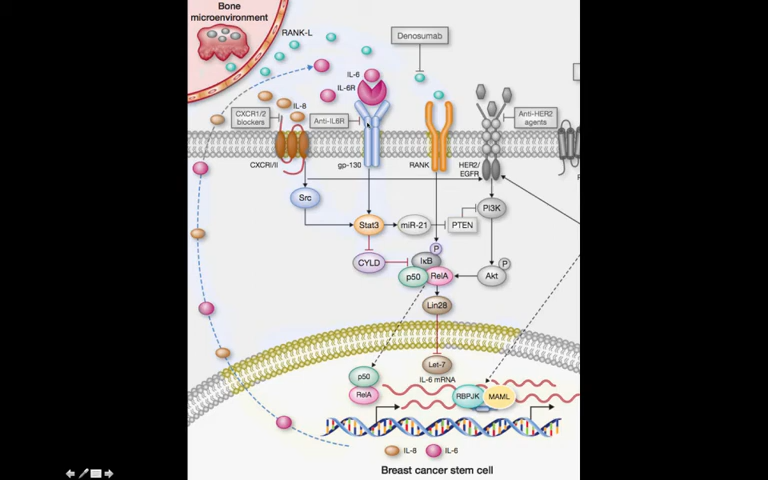 Bone
microenvironment
RANK-L
Denosumab
IL-6
IL-6R
IL-8
CXCR1/2
blockers
Anti-IL6R
Anti-HER2
agents
CXCRI/II
gp-130
RANK
HER2/
EGFR
Src
Stat3
miR-21
PTEN
PI3K
P
CYLD
IκB
p50
RelA
Akt
P
Lin28
Let-7
IL-6 mRNA
p50
RelA
RBPJK
MAML
IL-8
IL-6
Breast cancer stem cell